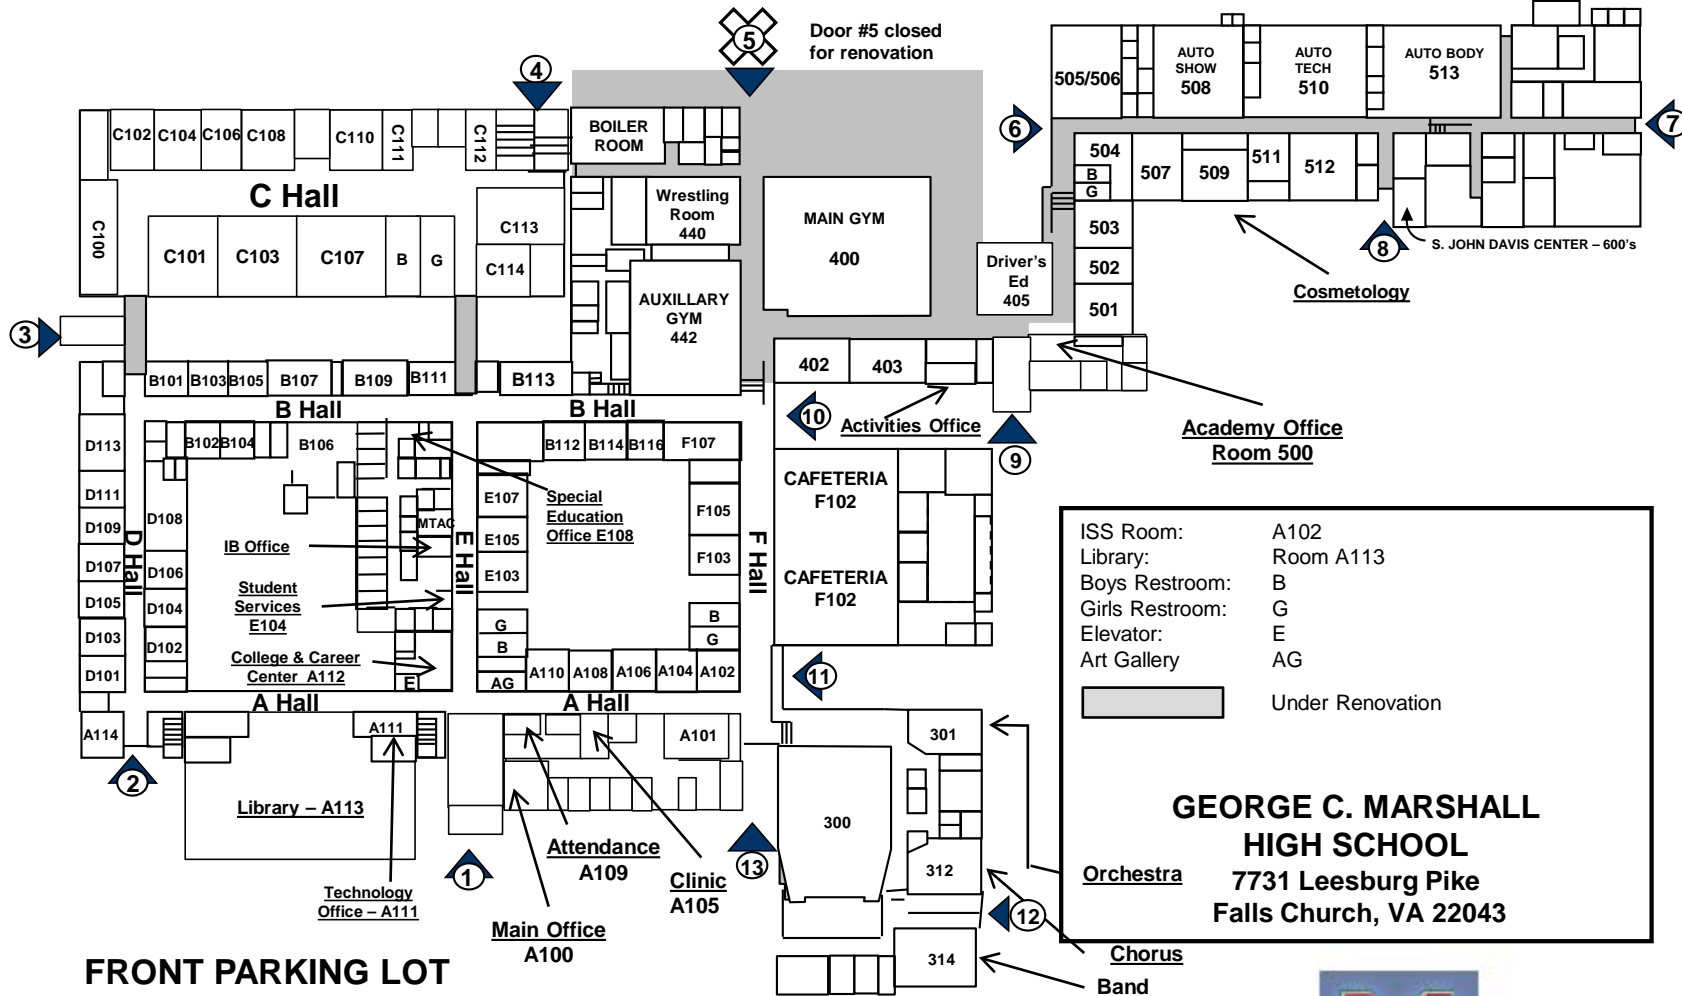 5
Door #5 closed
for renovation
4
505/506
AUTO
SHOW
508
AUTO
TECH
510
AUTO BODY
513
6
7
C102
C104
C106
C108
C110
C111
C112
BOILER
ROOM
504
B
G
507
509
511
512
C Hall
Wrestling
Room
440
MAIN GYM
400
C100
C101
C103
C107
B
G
C113
C114
503
502
501
8
S. JOHN DAVIS CENTER – 600's
Driver's
Ed
405
Cosmetology
AUXILLARY
GYM
442
3
B101
B103
B105
B107
B109
B111
B113
402
403
B Hall
B Hall
10
Activities Office
9
Academy Office
Room 500
D113
B102
B104
B106
B112
B114
B116
F107
CAFETERIA
F102
D111
D109
D107
D105
D103
D101
D Hall
D108
D106
D104
D102
IB Office
MTAC
Student
Services
E104
College & Career
Center A112
E
E Hall
E107
E105
E103
G
B
AG
Special
Education
Office E108
F105
F103
B
G
F Hall
CAFETERIA
F102
A110
A108
A106
A104
A102
11
A Hall
A Hall
A114
A111
A101
301
2
Library – A113
300
312
314
1
13
12
Attendance
A109
Clinic
A105
Technology
Office – A111
Main Office
A100
Orchestra
Chorus
Band
ISS Room: A102
Library: Room A113
Boys Restroom: B
Girls Restroom: G
Elevator: E
Art Gallery AG
Under Renovation
GEORGE C. MARSHALL
HIGH SCHOOL
7731 Leesburg Pike
Falls Church, VA 22043
FRONT PARKING LOT